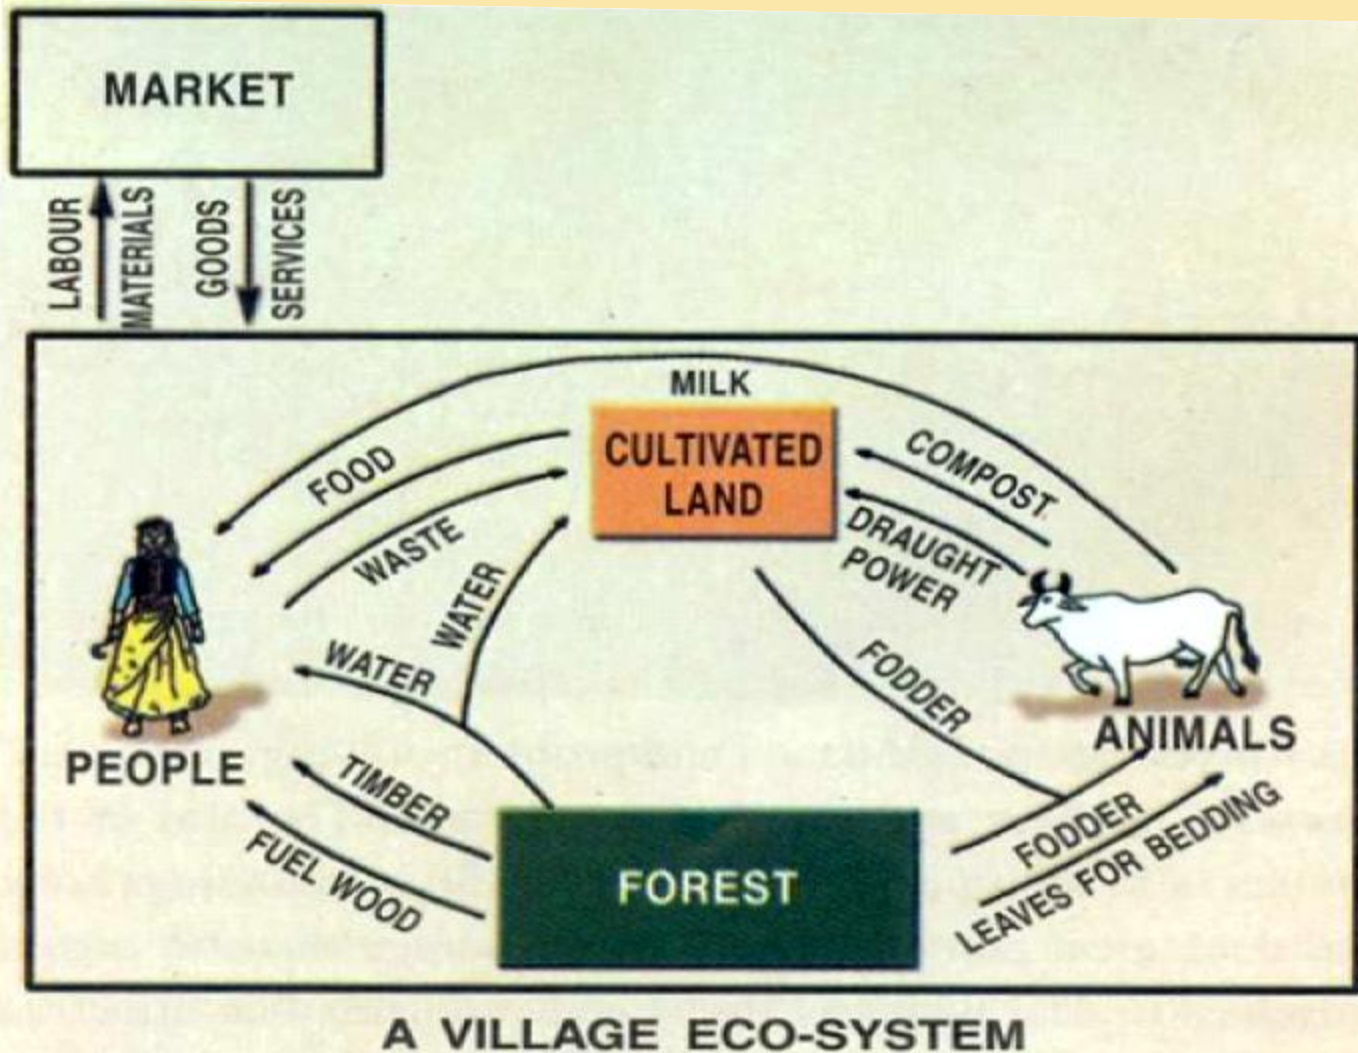 MARKET
LABOUR
MATERIALS
GOODS
SERVICES
MILK
CULTIVATED
LAND
FOOD
COMPOST
WASTE
DRAUGHT
POWER
WATER
WATER
FODDER
PEOPLE
ANIMALS
TIMBER
FUEL WOOD
FOREST
FODDER
LEAVES FOR BEDDING
A VILLAGE ECO-SYSTEM